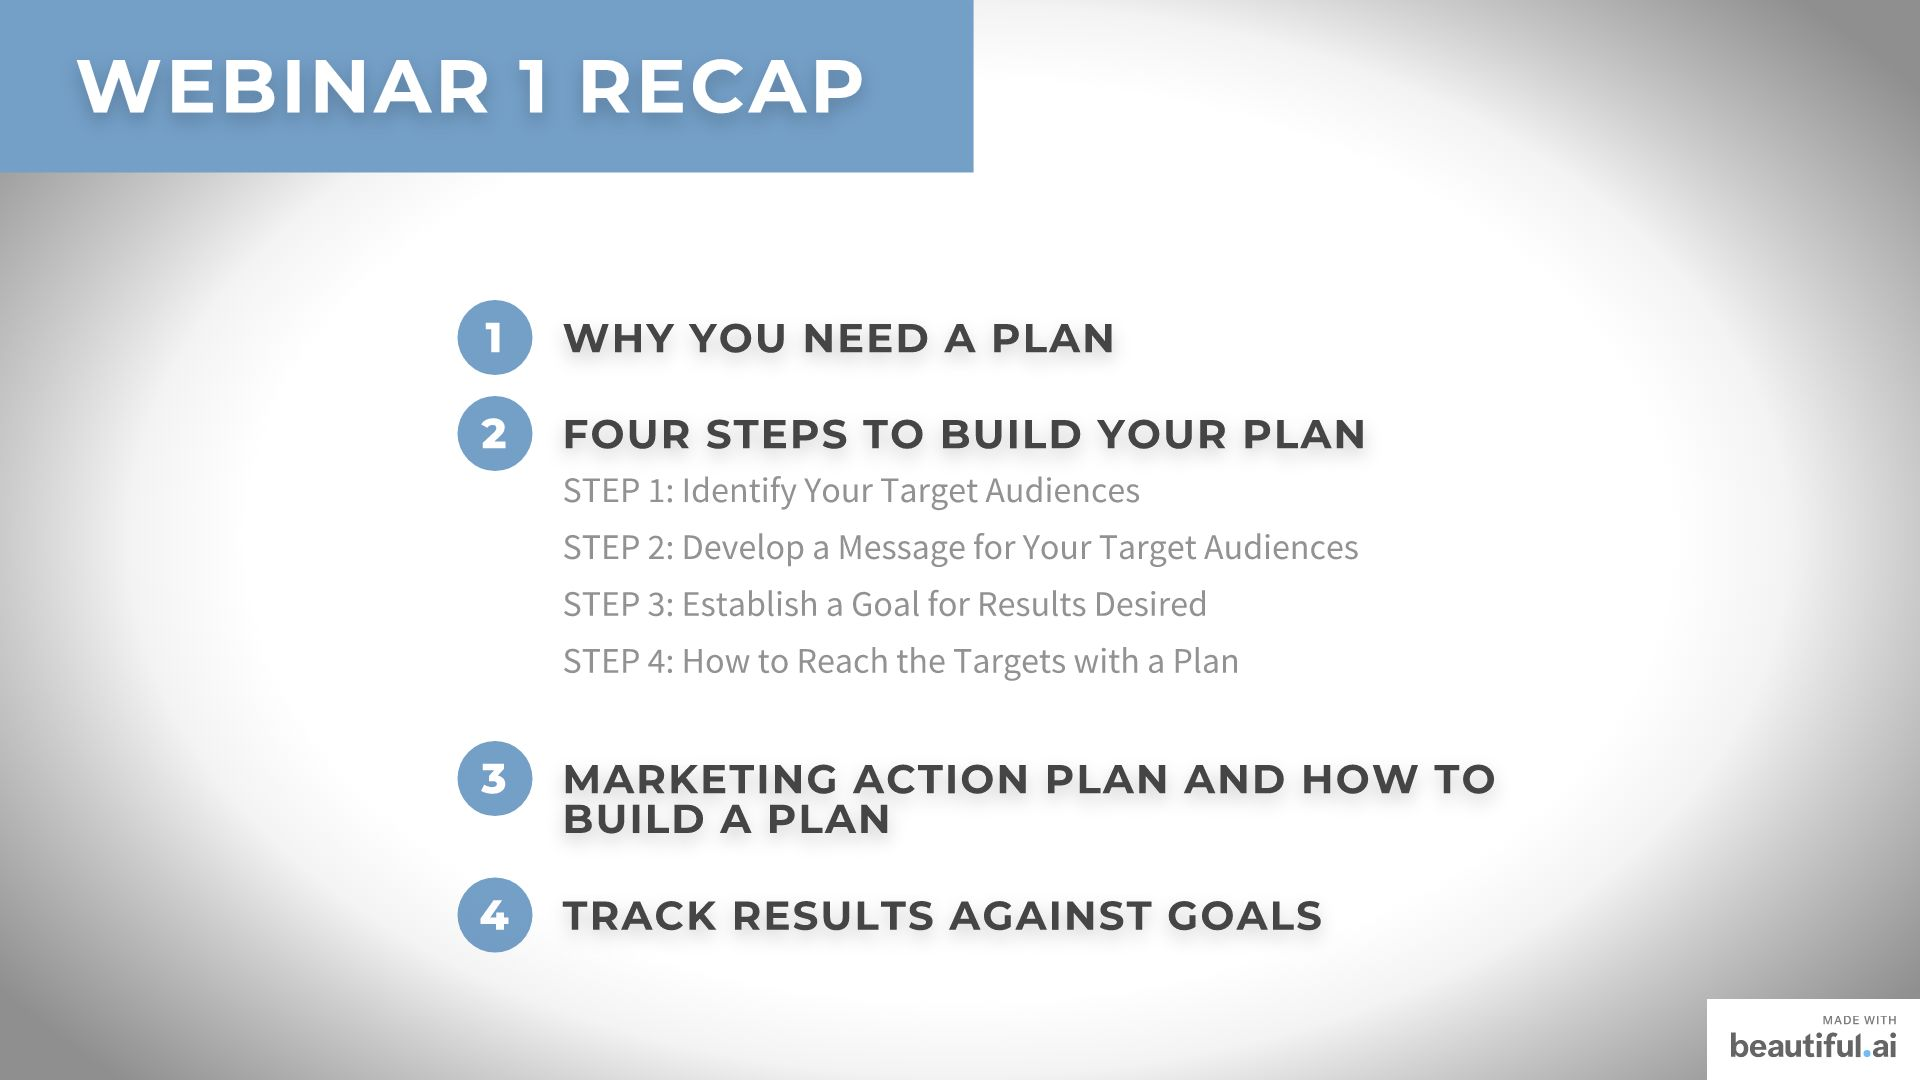 WEBINAR 1 RECAP
1 WHY YOU NEED A PLAN
2 FOUR STEPS TO BUILD YOUR PLAN
STEP 1: Identify Your Target Audiences
STEP 2: Develop a Message for Your Target Audiences
STEP 3: Establish a Goal for Results Desired
STEP 4: How to Reach the Targets with a Plan
3 MARKETING ACTION PLAN AND HOW TO
BUILD A PLAN
4 TRACK RESULTS AGAINST GOALS
MADE WITH
beautiful.ai